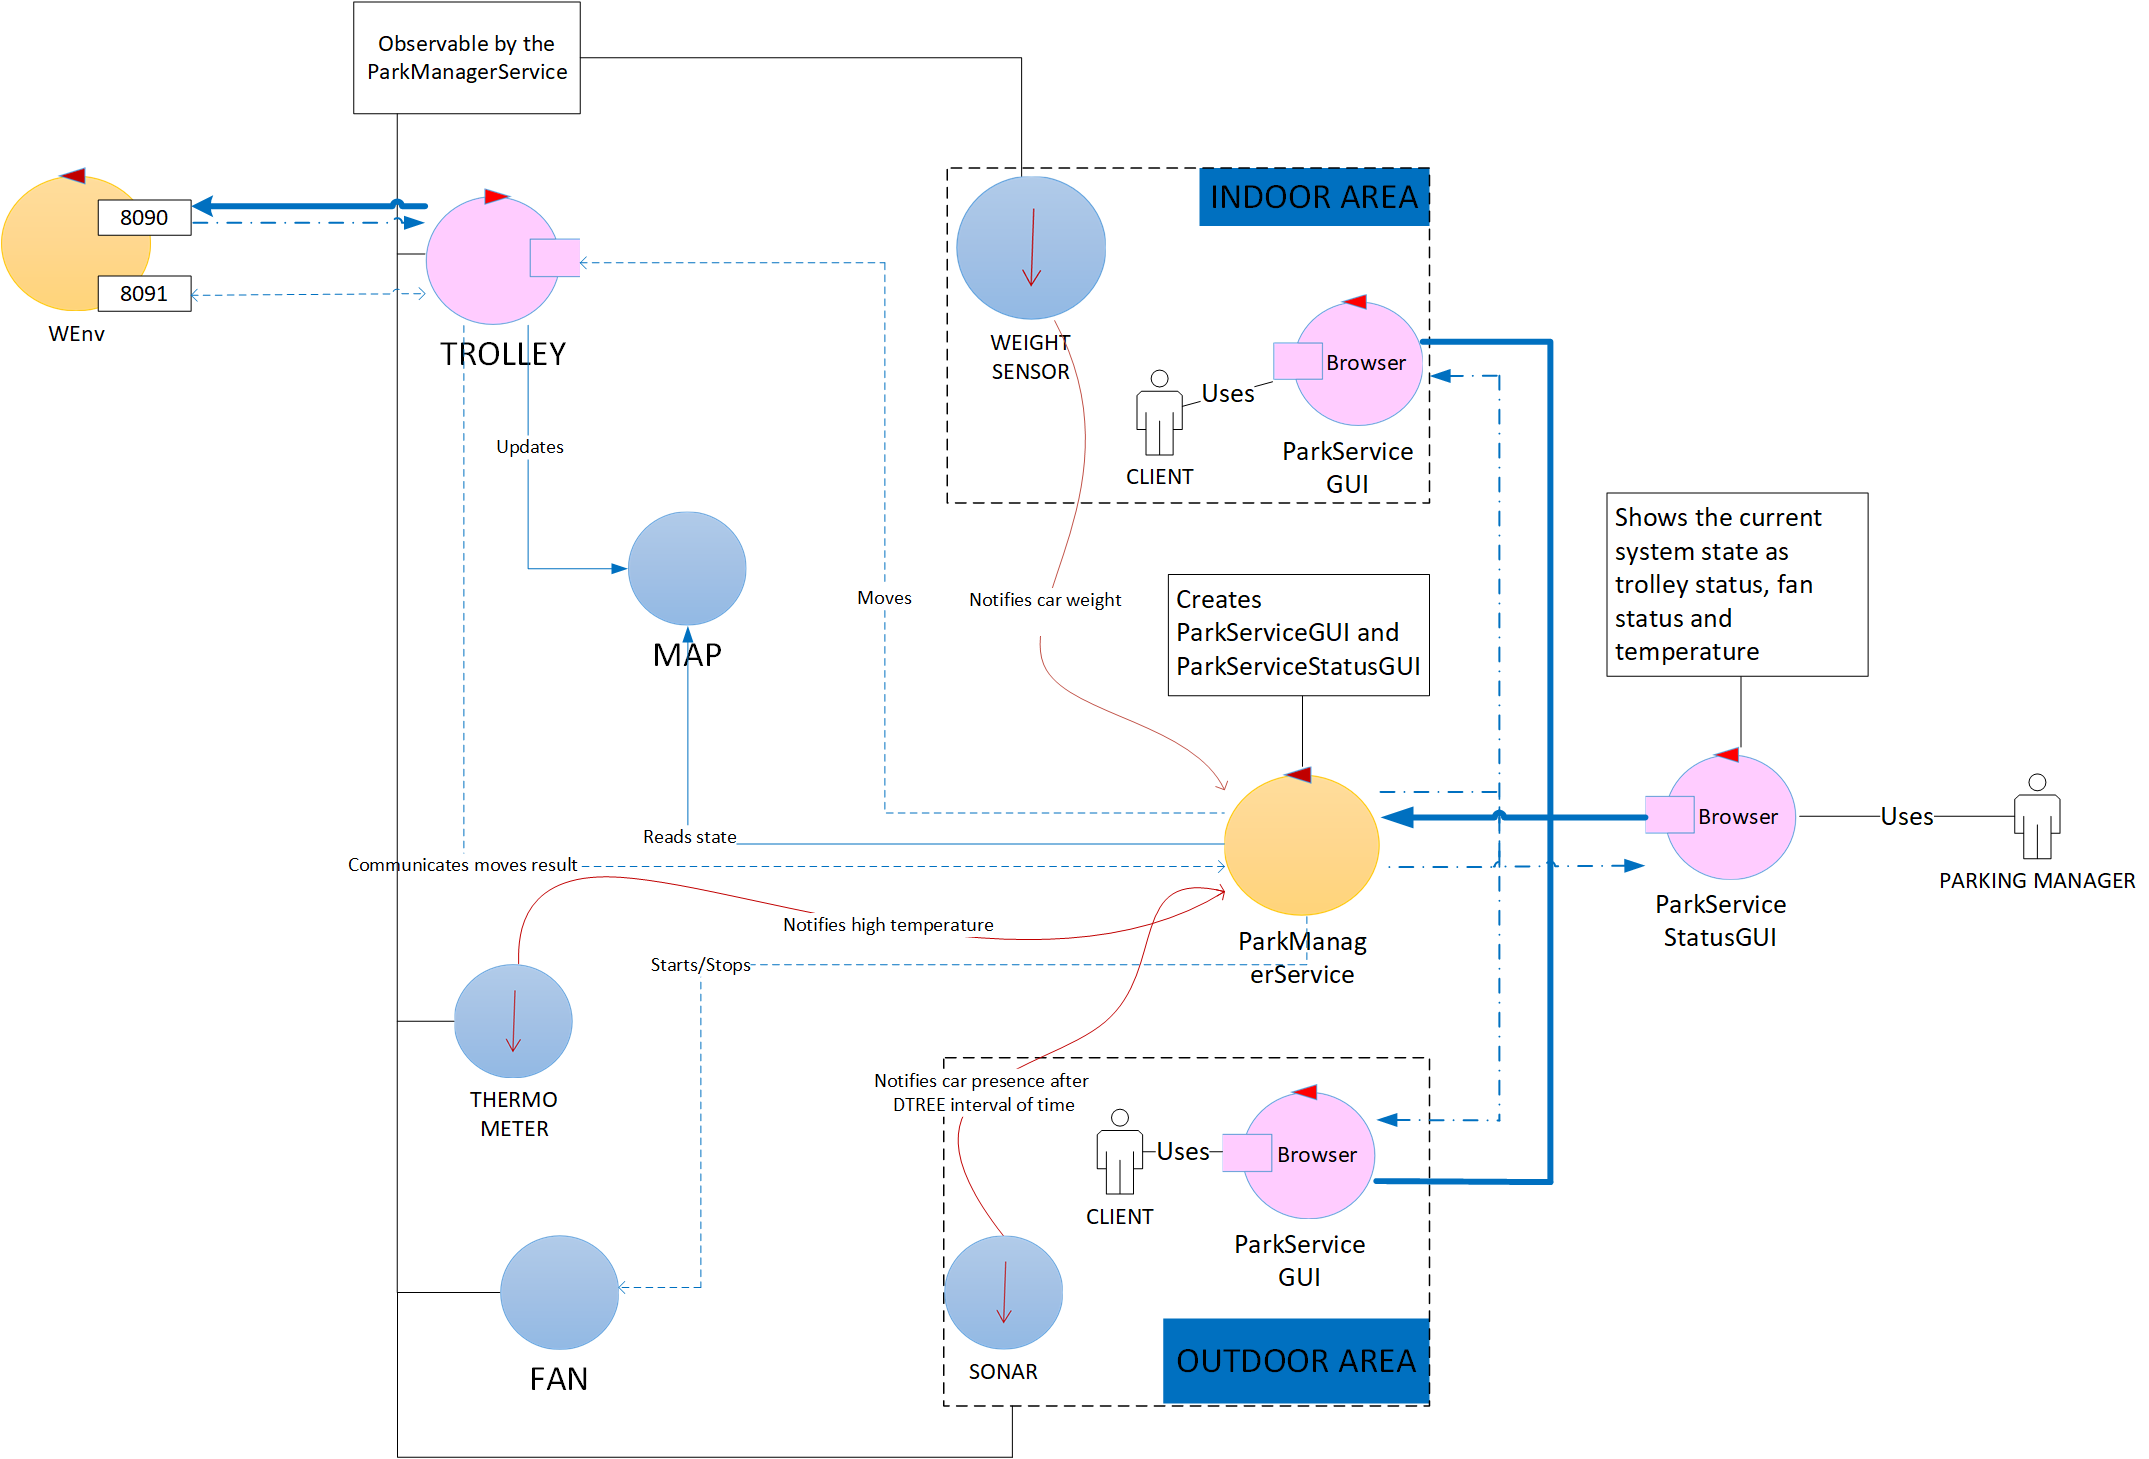 Observable by the
ParkManagerService
INDOOR AREA
8090
8091
WEnv
TROLLEY
WEIGHT
SENSOR
Browser
Uses
CLIENT
ParkService
GUI
Updates
Shows the current
system state as
trolley status, fan
status and
temperature
Moves
Notifies car weight
Creates
ParkServiceGUI and
ParkServiceStatusGUI
MAP
Reads state
Communicates moves result
Browser
Uses
PARKING MANAGER
ParkService
StatusGUI
Notifies high temperature
ParkManag
erService
Starts/Stops
THERMO
METER
Notifies car presence after
DTREE interval of time
Uses
Browser
CLIENT
ParkService
GUI
FAN
SONAR
OUTDOOR AREA